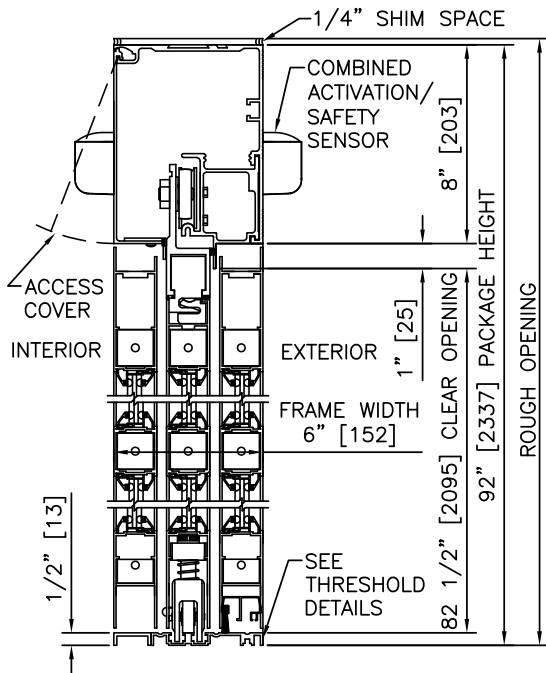 1/4” SHIM SPACE
COMBINED
ACTIVATION/
SAFETY
SENSOR
8” [203]
ACCESS
COVER
INTERIOR
EXTERIOR
1” [25]
FRAME WIDTH
6” [152]
82 1/2” [2095] CLEAR OPENING
92” [2337] PACKAGE HEIGHT
ROUGH OPENING
1/2” [13]
SEE
THRESHOLD
DETAILS